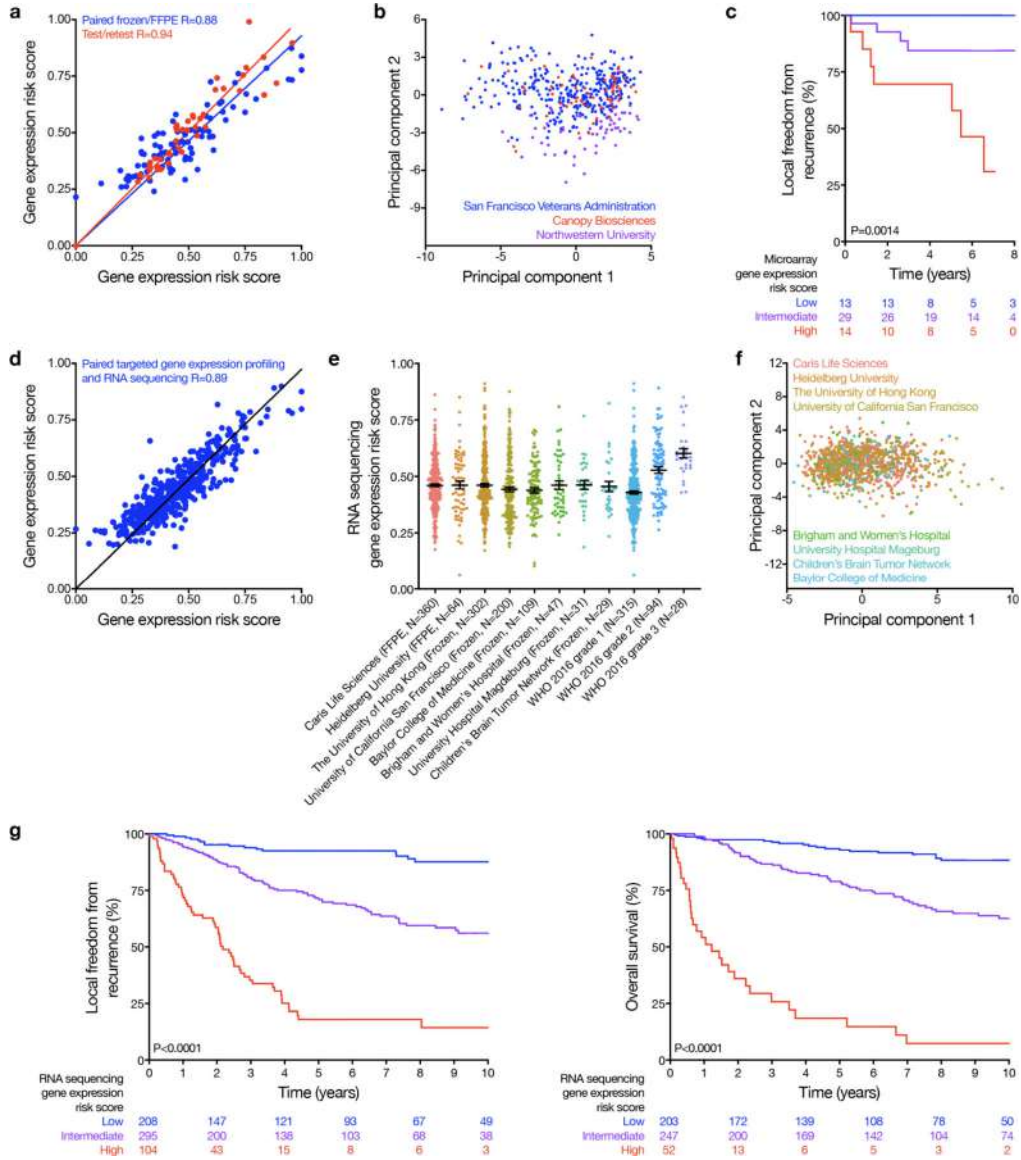 a
1.00
0.75
0.50
0.25
0.00
Gene expression risk score
Paired frozen/FFPE R=0.88
Test/retest R=0.94
0 0.25 0.50 0.75 1.00
Gene expression risk score
b
6
3
0
-3
-6
-9
Principal component 2
San Francisco Veterans Administration
Canopy Biosciences
Northwestern University
-10 -5 0 5
Principal component 1
c
100
75
50
25
Local freedom from
recurrence (%)
P=0.0014
0 2 4 6 8
Time (years)
Microarray
gene expression
risk score
Low 13 13 8 5 3
Intermediate 29 26 19 14 4
High 14 10 8 5 0
d
1.00
0.75
0.50
0.25
0.00
Gene expression risk score
Paired targeted gene expression profiling
and RNA sequencing R=0.89
0 0.25 0.50 0.75 1.00
Gene expression risk score
e
1.00
0.75
0.50
0.25
0.00
RNA sequencing
gene expression risk score
Caris Life Sciences (FFPE, N=360)
Heidelberg University (FFPE, N=64)
The University of Hong Kong (Frozen, N=302)
University of California San Francisco (Frozen, N=200)
Baylor College of Medicine (Frozen, N=109)
Brigham and Women's Hospital (Frozen, N=47)
University Hospital Magdeburg (Frozen, N=31)
Children's Brain Tumor Network (Frozen, N=29)
WHO 2016 grade 1 (N=315)
WHO 2016 grade 2 (N=94)
WHO 2016 grade 3 (N=28)
f
12
8
4
0
-4
-8
-12
Principal component 2
Caris Life Sciences
Heidelberg University
The University of Hong Kong
University of California San Francisco
Brigham and Women's Hospital
University Hospital Mageburg
Children's Brain Tumor Network
Baylor College of Medicine
-5 0 5 10
Principal component 1
g
100
75
50
25
0
Local freedom from
recurrence (%)
P<0.0001
0 1 2 3 4 5 6 7 8 9 10
Time (years)
RNA sequencing
gene expression
risk score
Low 208 147 121 93 67 49
Intermediate 295 200 138 103 68 38
High 104 43 15 8 6 3
100
75
50
25
0
Overall survival (%)
P<0.0001
0 1 2 3 4 5 6 7 8 9 10
Time (years)
RNA sequencing
gene expression
risk score
Low 203 172 139 108 78 50
Intermediate 247 200 169 142 104 74
High 52 13 6 5 3 2